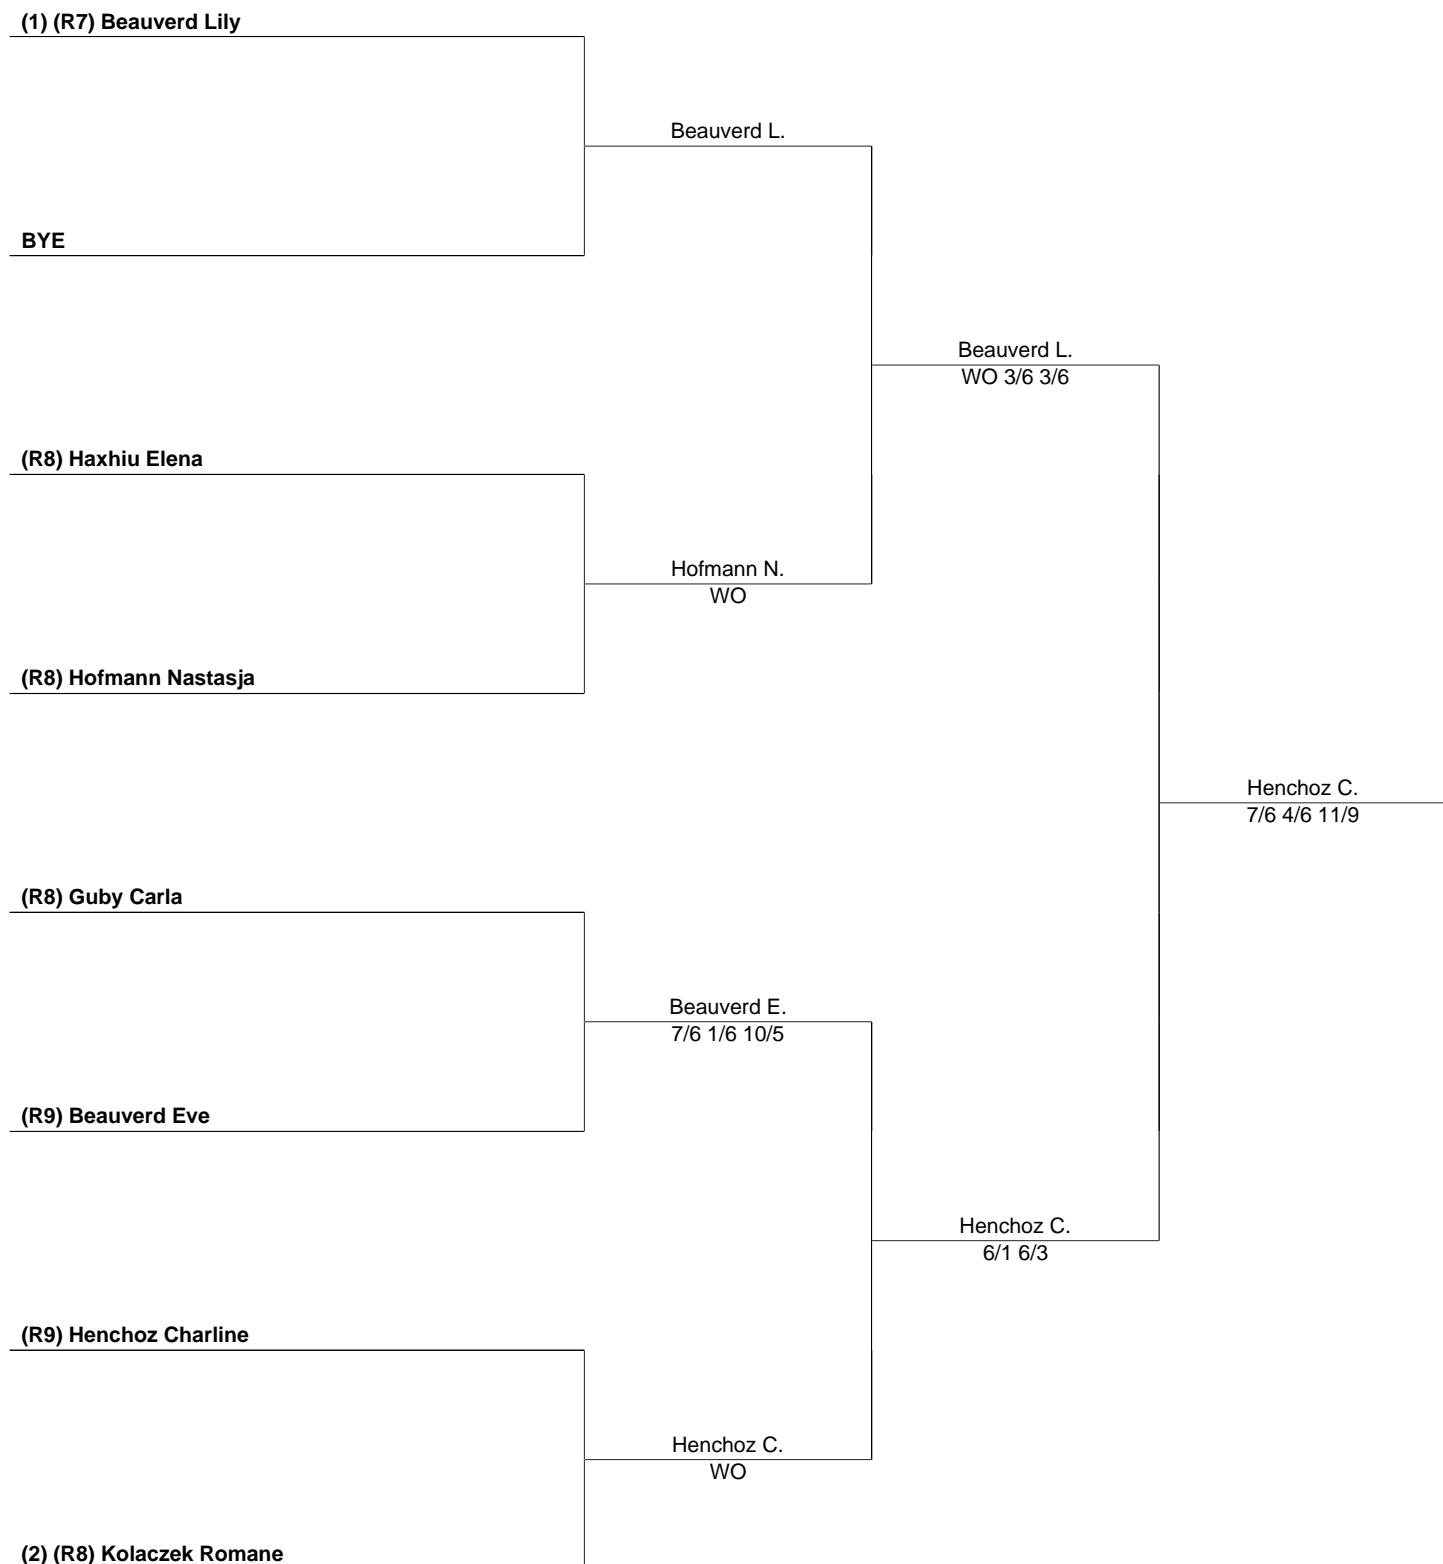 (1) (R7) Beauverd Lily
Beauverd L.
BYE
Beauverd L.
WO 3/6 3/6
(R8) Haxhiu Elena
Hofmann N.
WO
(R8) Hofmann Nastasja
Henchoz C.
7/6 4/6 11/9
(R8) Guby Carla
Beauverd E.
7/6 1/6 10/5
(R9) Beauverd Eve
Henchoz C.
6/1 6/3
(R9) Henchoz Charline
Henchoz C.
WO
(2) (R8) Kolaczek Romane